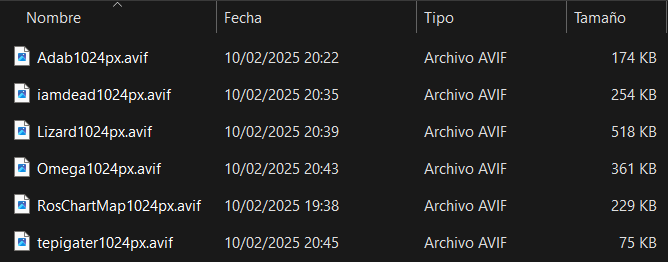 Nombre Fecha Tipo Tamaño
Adab1024px.avif 10/02/2025 20:22 Archivo AVIF 174 KB
iamdead1024px.avif 10/02/2025 20:35 Archivo AVIF 254 KB
Lizard1024px.avif 10/02/2025 20:39 Archivo AVIF 518 KB
Omega1024px.avif 10/02/2025 20:43 Archivo AVIF 361 KB
RosChartMap1024px.avif 10/02/2025 19:38 Archivo AVIF 229 KB
tepigater1024px.avif 10/02/2025 20:45 Archivo AVIF 75 KB